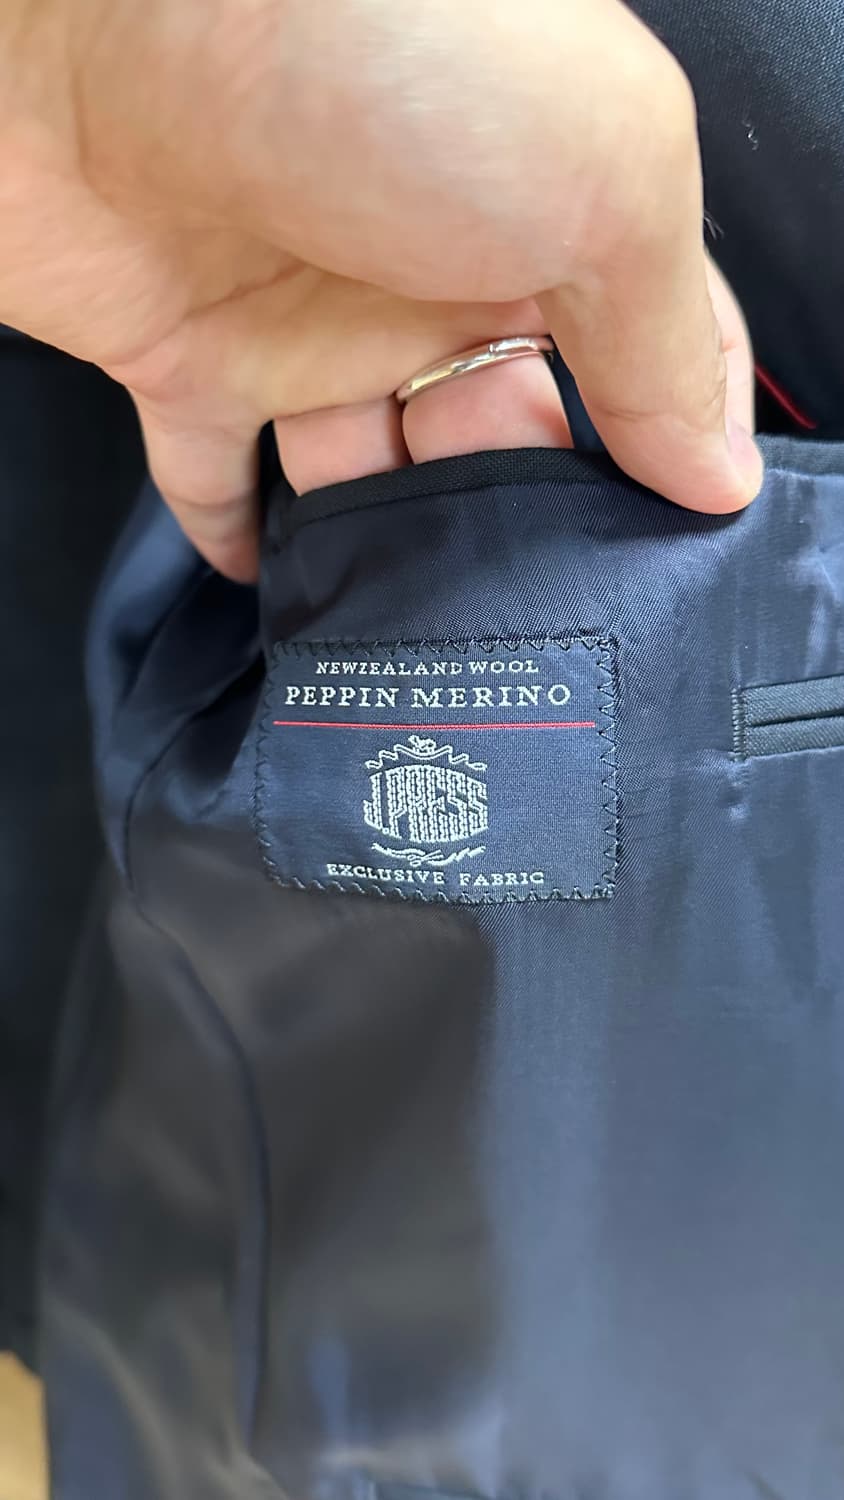 NEWZEALAND WOOL
PEPPIN MERINO
J.PRESS
EXCLUSIVE FABRIC